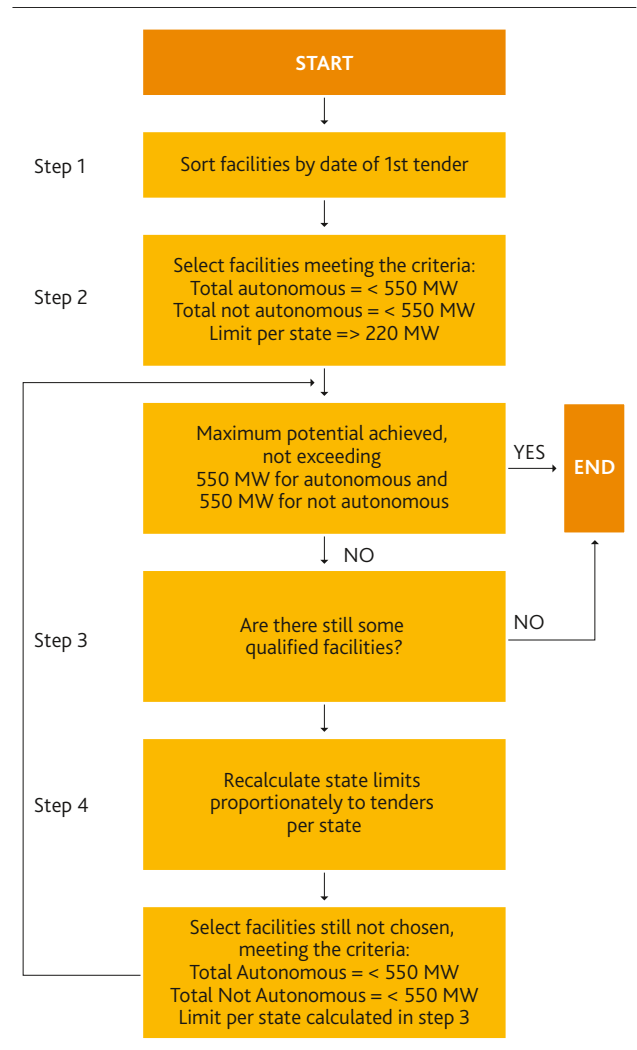 START
Step 1
Sort facilities by date of 1st tender
Step 2
Select facilities meeting the criteria:
Total autonomous = < 550 MW
Total not autonomous = < 550 MW
Limit per state => 220 MW
Maximum potential achieved,
not exceeding
550 MW for autonomous and
550 MW for not autonomous
YES
END
NO
Step 3
Are there still some
qualified facilities?
NO
Step 4
Recalculate state limits
proportionately to tenders
per state
Select facilities still not chosen,
meeting the criteria:
Total Autonomous = < 550 MW
Total Not Autonomous = < 550 MW
Limit per state calculated in step 3